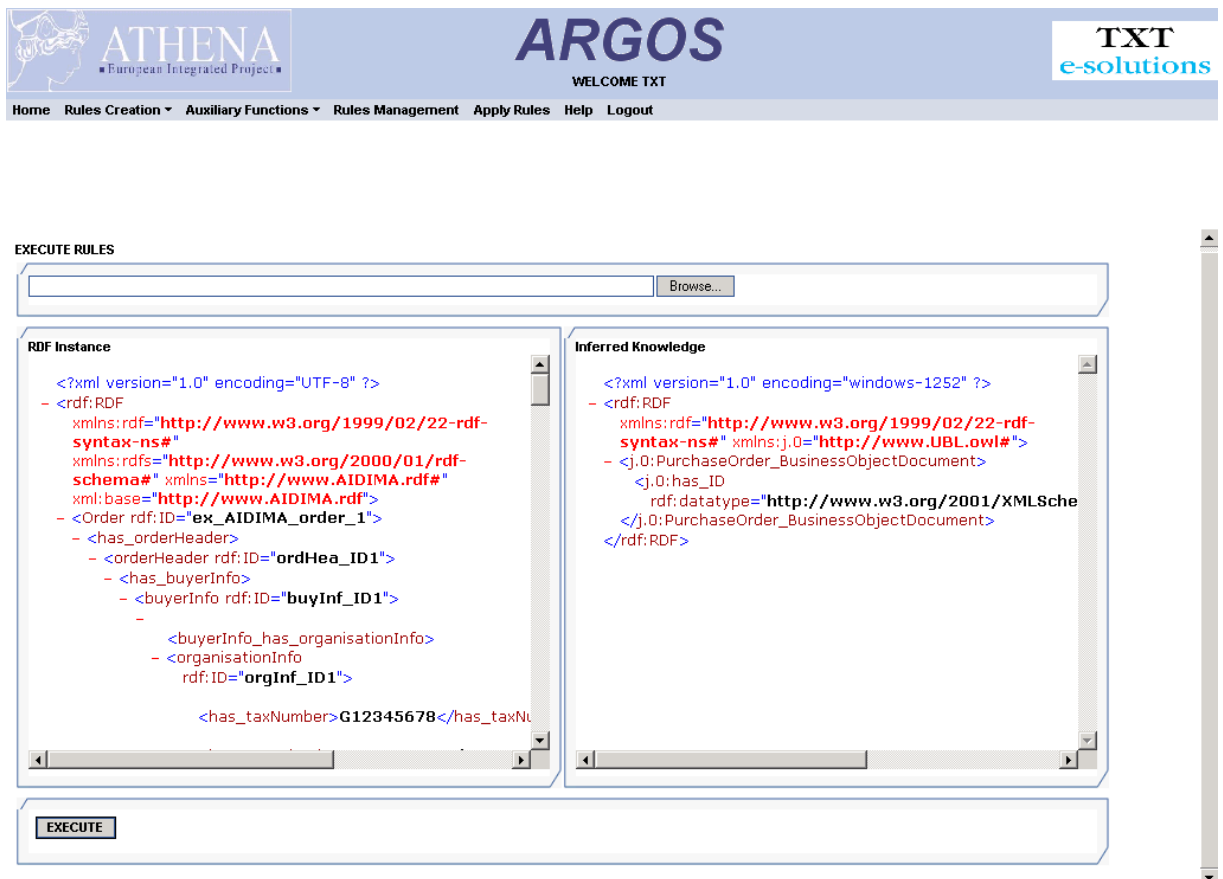 ATHENA
European Integrated Project
ARGOS
WELCOME TXT
TXT
e-solutions
Home Rules Creation Auxiliary Functions Rules Management Apply Rules Help Logout
EXECUTE RULES
Browse...
RDF Instance
<?xml version="1.0" encoding="UTF-8" ?>
– <rdf:RDF
xmlns:rdf="http://www.w3.org/1999/02/22-rdf-
syntax-ns#"
xmlns:rdfs="http://www.w3.org/2000/01/rdf-
schema#" xmlns="http://www.AIDIMA.rdf#"
xml:base="http://www.AIDIMA.rdf">
– <Order rdf:ID="ex_AIDIMA_order_1">
– <has_orderHeader>
– <orderHeader rdf:ID="ordHea_ID1">
– <has_buyerInfo>
– <buyerInfo rdf:ID="buyInf_ID1">
–
<buyerInfo_has_organisationInfo>
– <organisationInfo
rdf:ID="orgInf_ID1">
<has_taxNumber>G12345678</has_taxNu
Inferred Knowledge
<?xml version="1.0" encoding="windows-1252" ?>
– <rdf:RDF
xmlns:rdf="http://www.w3.org/1999/02/22-rdf-
syntax-ns#" xmlns:j.0="http://www.UBL.owl#">
– <j.0:PurchaseOrder_BusinessObjectDocument>
<j.0:has_ID
rdf:datatype="http://www.w3.org/2001/XMLSche
</j.0:PurchaseOrder_BusinessObjectDocument>
</rdf:RDF>
EXECUTE